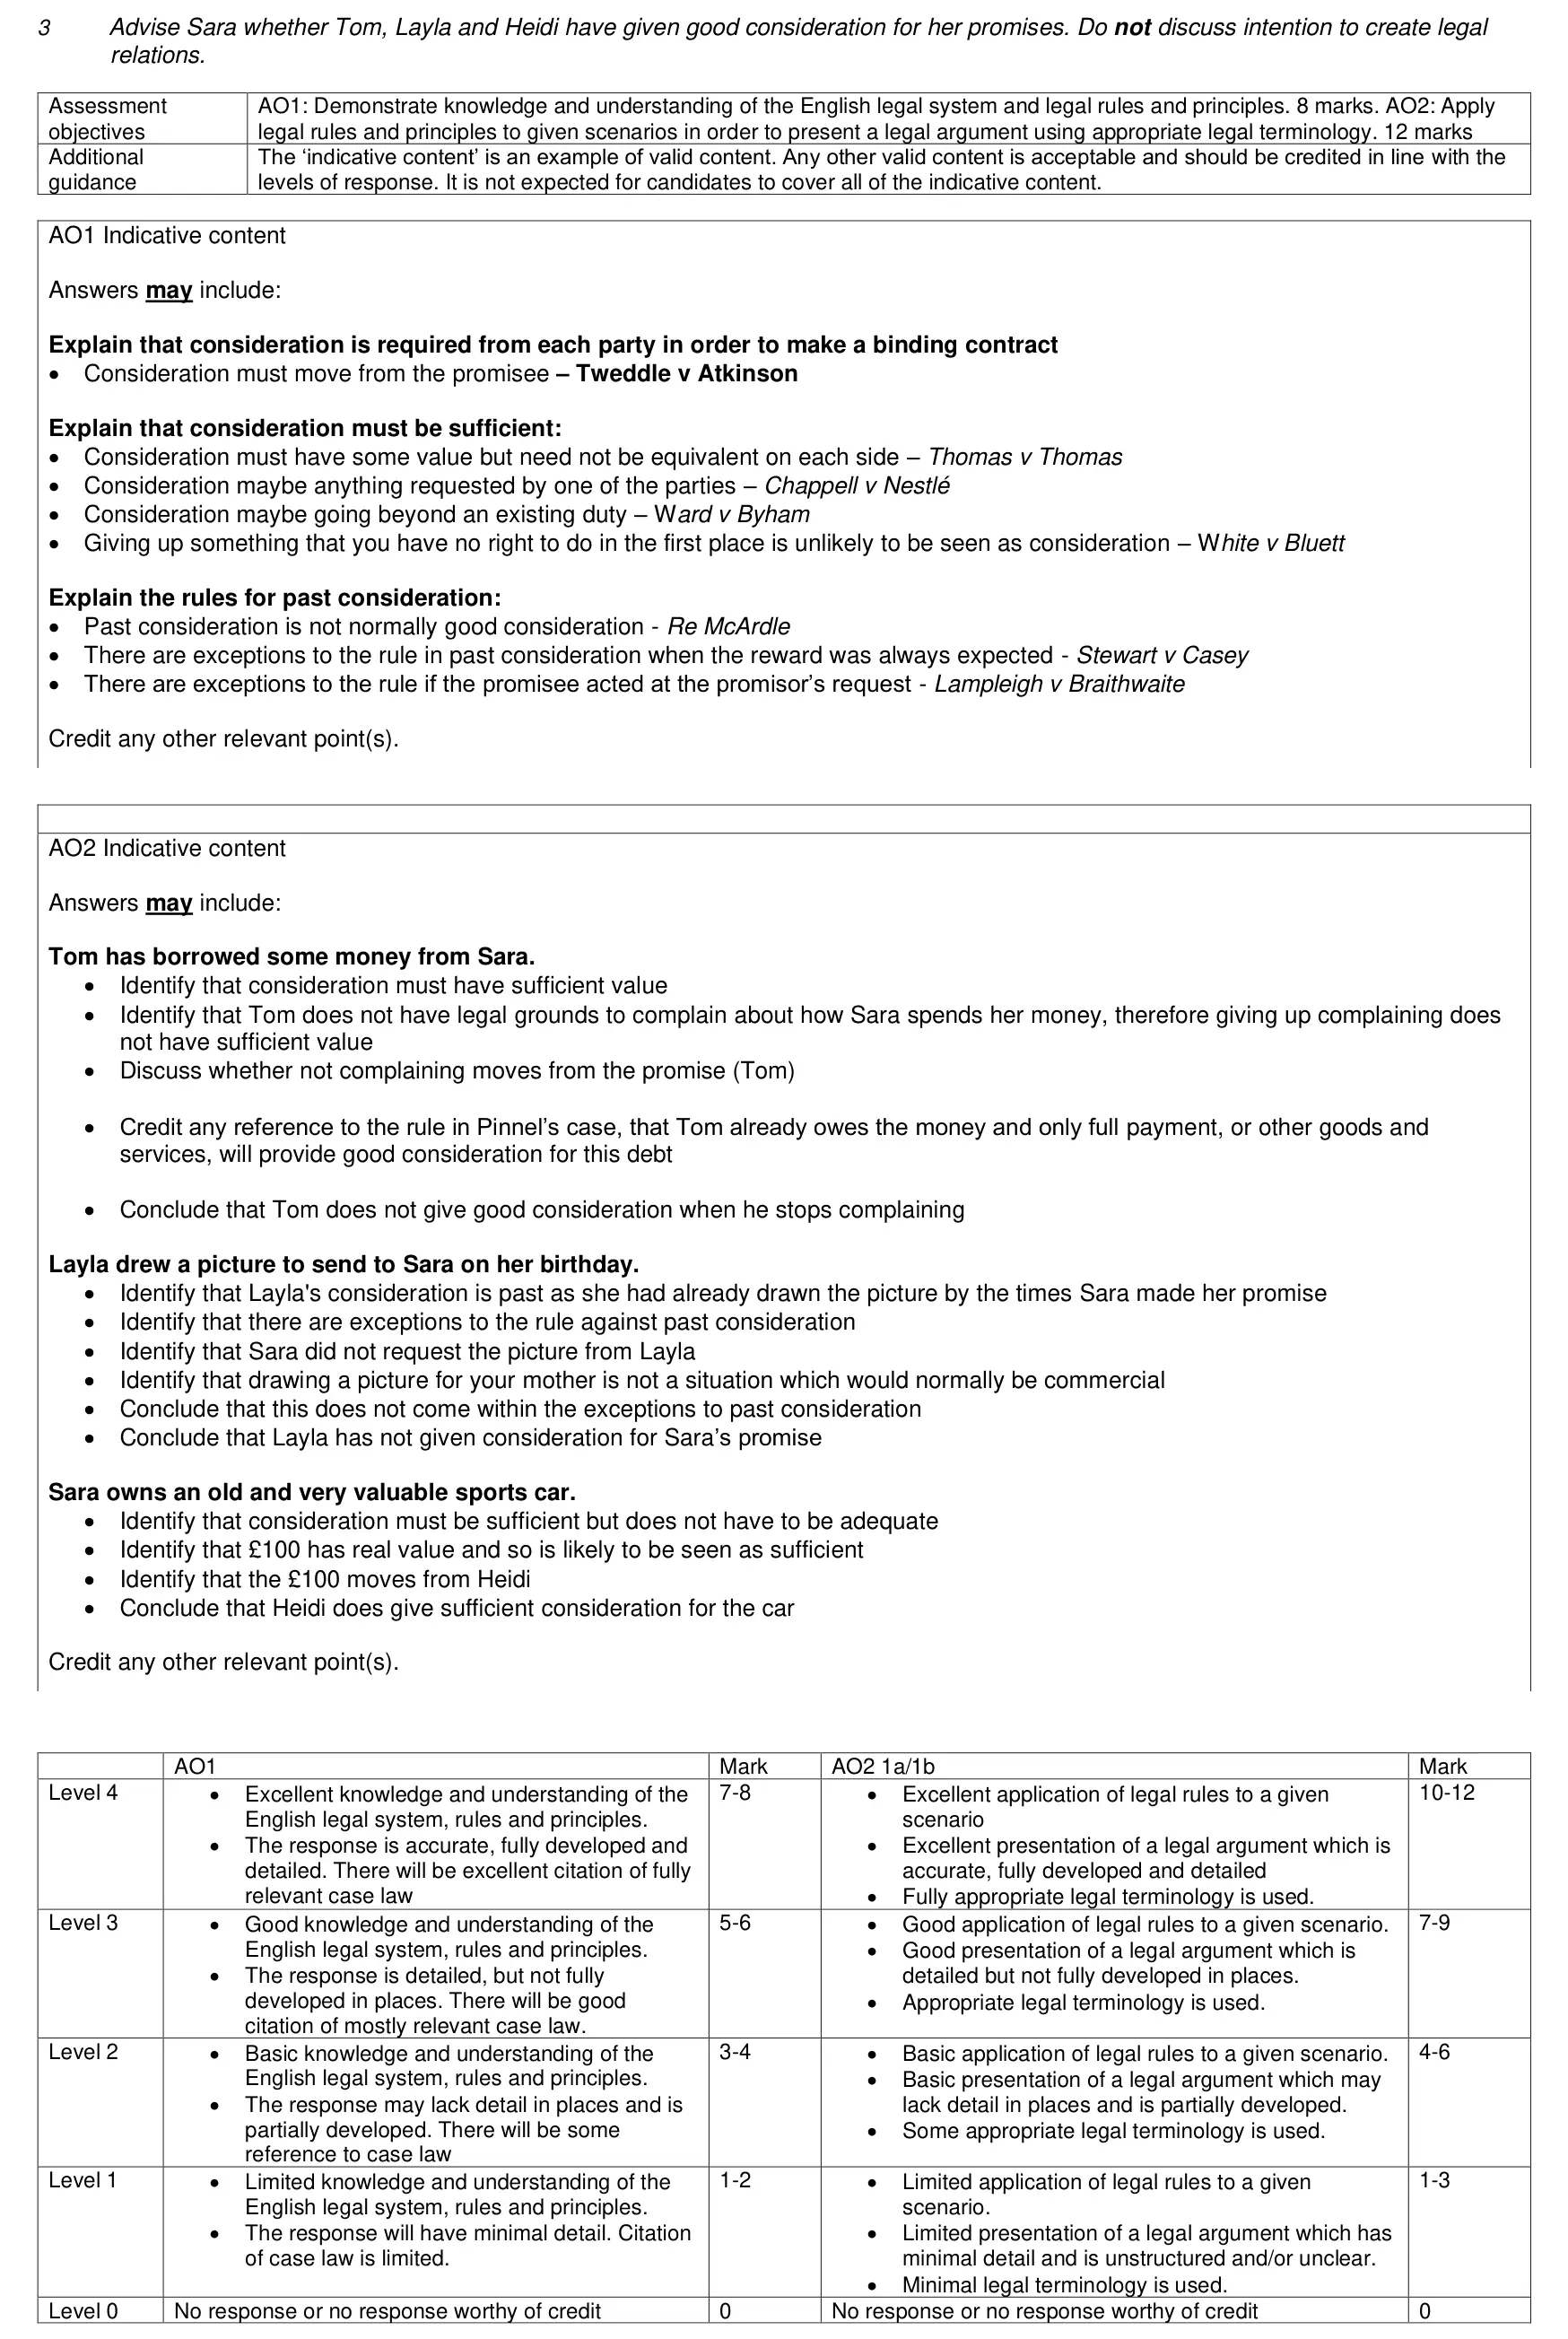 3 Advise Sara whether Tom, Layla and Heidi have given good consideration for her promises. Do not discuss intention to create legal
relations.
Assessment AO1: Demonstrate knowledge and understanding of the English legal system and legal rules and principles. 8 marks. AO2: Apply
objectives legal rules and principles to given scenarios in order to present a legal argument using appropriate legal terminology. 12 marks
Additional The ‘indicative content’ is an example of valid content. Any other valid content is acceptable and should be credited in line with the
guidance levels of response. It is not expected for candidates to cover all of the indicative content.
AO1 Indicative content
Answers may include:
Explain that consideration is required from each party in order to make a binding contract
• Consideration must move from the promisee – Tweddle v Atkinson
Explain that consideration must be sufficient:
• Consideration must have some value but need not be equivalent on each side – Thomas v Thomas
• Consideration maybe anything requested by one of the parties – Chappell v Nestlé
• Consideration maybe going beyond an existing duty – Ward v Byham
• Giving up something that you have no right to do in the first place is unlikely to be seen as consideration – White v Bluett
Explain the rules for past consideration:
• Past consideration is not normally good consideration - Re McArdle
• There are exceptions to the rule in past consideration when the reward was always expected - Stewart v Casey
• There are exceptions to the rule if the promisee acted at the promisor’s request - Lampleigh v Braithwaite
Credit any other relevant point(s).
AO2 Indicative content
Answers may include:
Tom has borrowed some money from Sara.
• Identify that consideration must have sufficient value
• Identify that Tom does not have legal grounds to complain about how Sara spends her money, therefore giving up complaining does
not have sufficient value
• Discuss whether not complaining moves from the promise (Tom)
• Credit any reference to the rule in Pinnel’s case, that Tom already owes the money and only full payment, or other goods and
services, will provide good consideration for this debt
• Conclude that Tom does not give good consideration when he stops complaining
Layla drew a picture to send to Sara on her birthday.
• Identify that Layla's consideration is past as she had already drawn the picture by the times Sara made her promise
• Identify that there are exceptions to the rule against past consideration
• Identify that Sara did not request the picture from Layla
• Identify that drawing a picture for your mother is not a situation which would normally be commercial
• Conclude that this does not come within the exceptions to past consideration
• Conclude that Layla has not given consideration for Sara’s promise
Sara owns an old and very valuable sports car.
• Identify that consideration must be sufficient but does not have to be adequate
• Identify that £100 has real value and so is likely to be seen as sufficient
• Identify that the £100 moves from Heidi
• Conclude that Heidi does give sufficient consideration for the car
Credit any other relevant point(s).
AO1 Mark AO2 1a/1b Mark
Level 4 • Excellent knowledge and understanding of the 7-8 • Excellent application of legal rules to a given 10-12
English legal system, rules and principles. scenario
• The response is accurate, fully developed and • Excellent presentation of a legal argument which is
detailed. There will be excellent citation of fully accurate, fully developed and detailed
relevant case law • Fully appropriate legal terminology is used.
Level 3 • Good knowledge and understanding of the 5-6 • Good application of legal rules to a given scenario. 7-9
English legal system, rules and principles. • Good presentation of a legal argument which is
• The response is detailed, but not fully detailed but not fully developed in places.
developed in places. There will be good • Appropriate legal terminology is used.
citation of mostly relevant case law.
Level 2 • Basic knowledge and understanding of the 3-4 • Basic application of legal rules to a given scenario. 4-6
English legal system, rules and principles. • Basic presentation of a legal argument which may
• The response may lack detail in places and is lack detail in places and is partially developed.
partially developed. There will be some • Some appropriate legal terminology is used.
reference to case law
Level 1 • Limited knowledge and understanding of the 1-2 • Limited application of legal rules to a given 1-3
English legal system, rules and principles. scenario.
• The response will have minimal detail. Citation • Limited presentation of a legal argument which has
of case law is limited. minimal detail and is unstructured and/or unclear.
• Minimal legal terminology is used.
Level 0 No response or no response worthy of credit 0 No response or no response worthy of credit 0